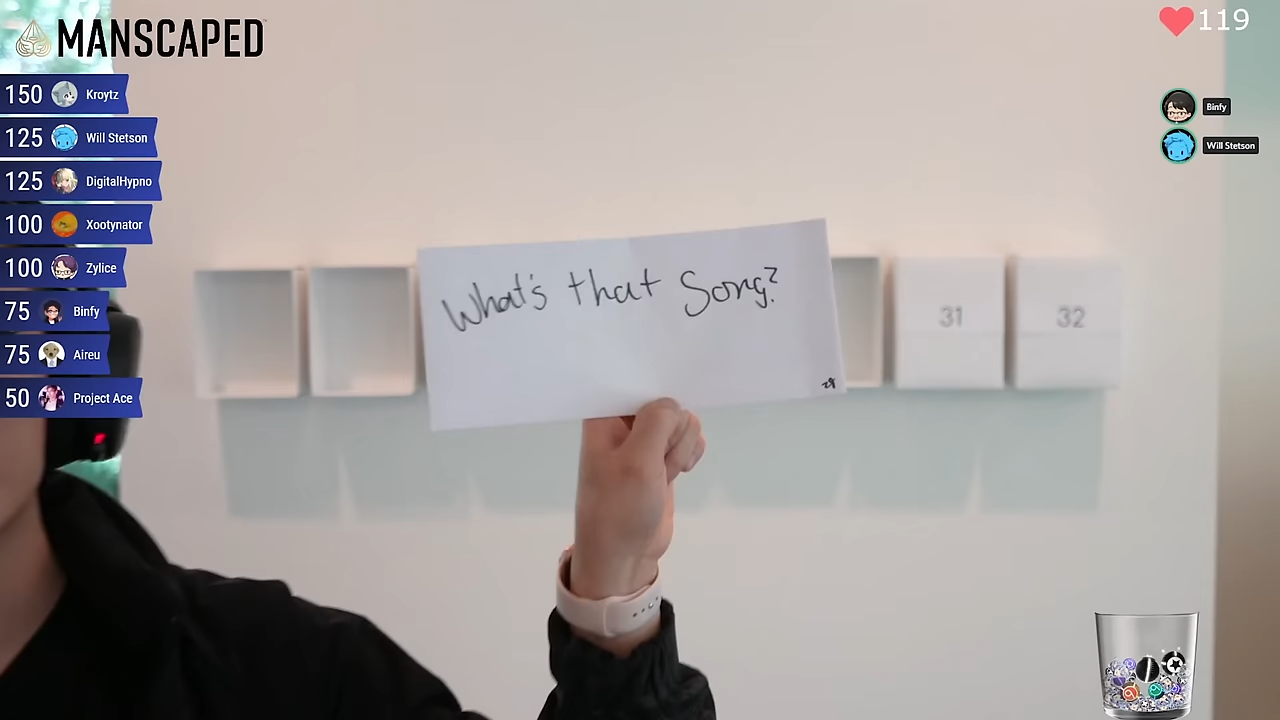 MANSCAPED
119
150 Kroytz
125 Will Stetson
125 DigitalHypno
100 Xootynator
100 Zylice
75 Binfy
75 Aireu
50 Project Ace
Binfy
Will Stetson
What's that Song?
28
31
32